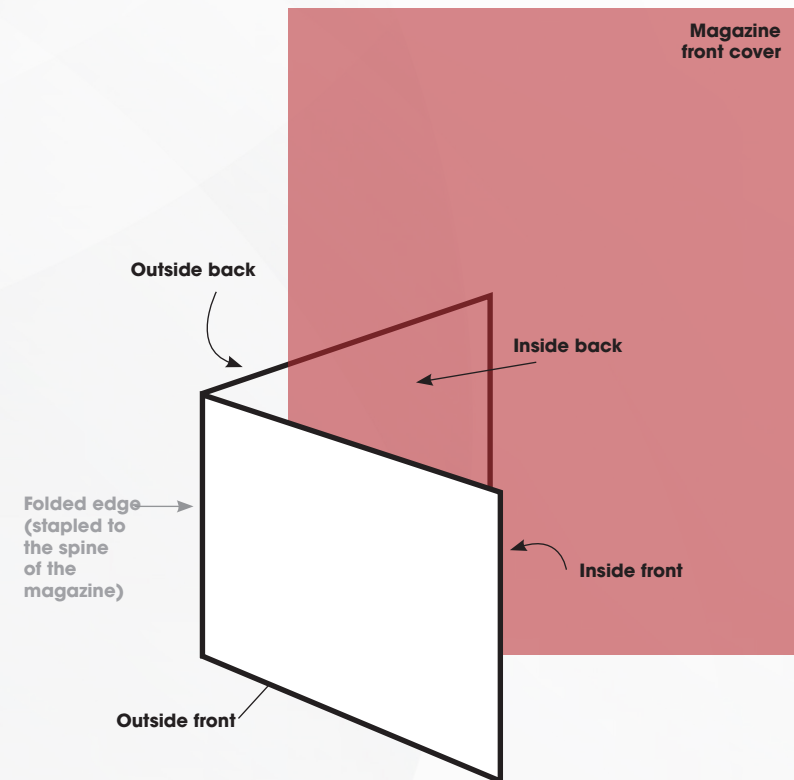 Magazine
front cover
Outside back
Inside back
Folded edge
(stapled to
the spine
of the
magazine)
Inside front
Outside front